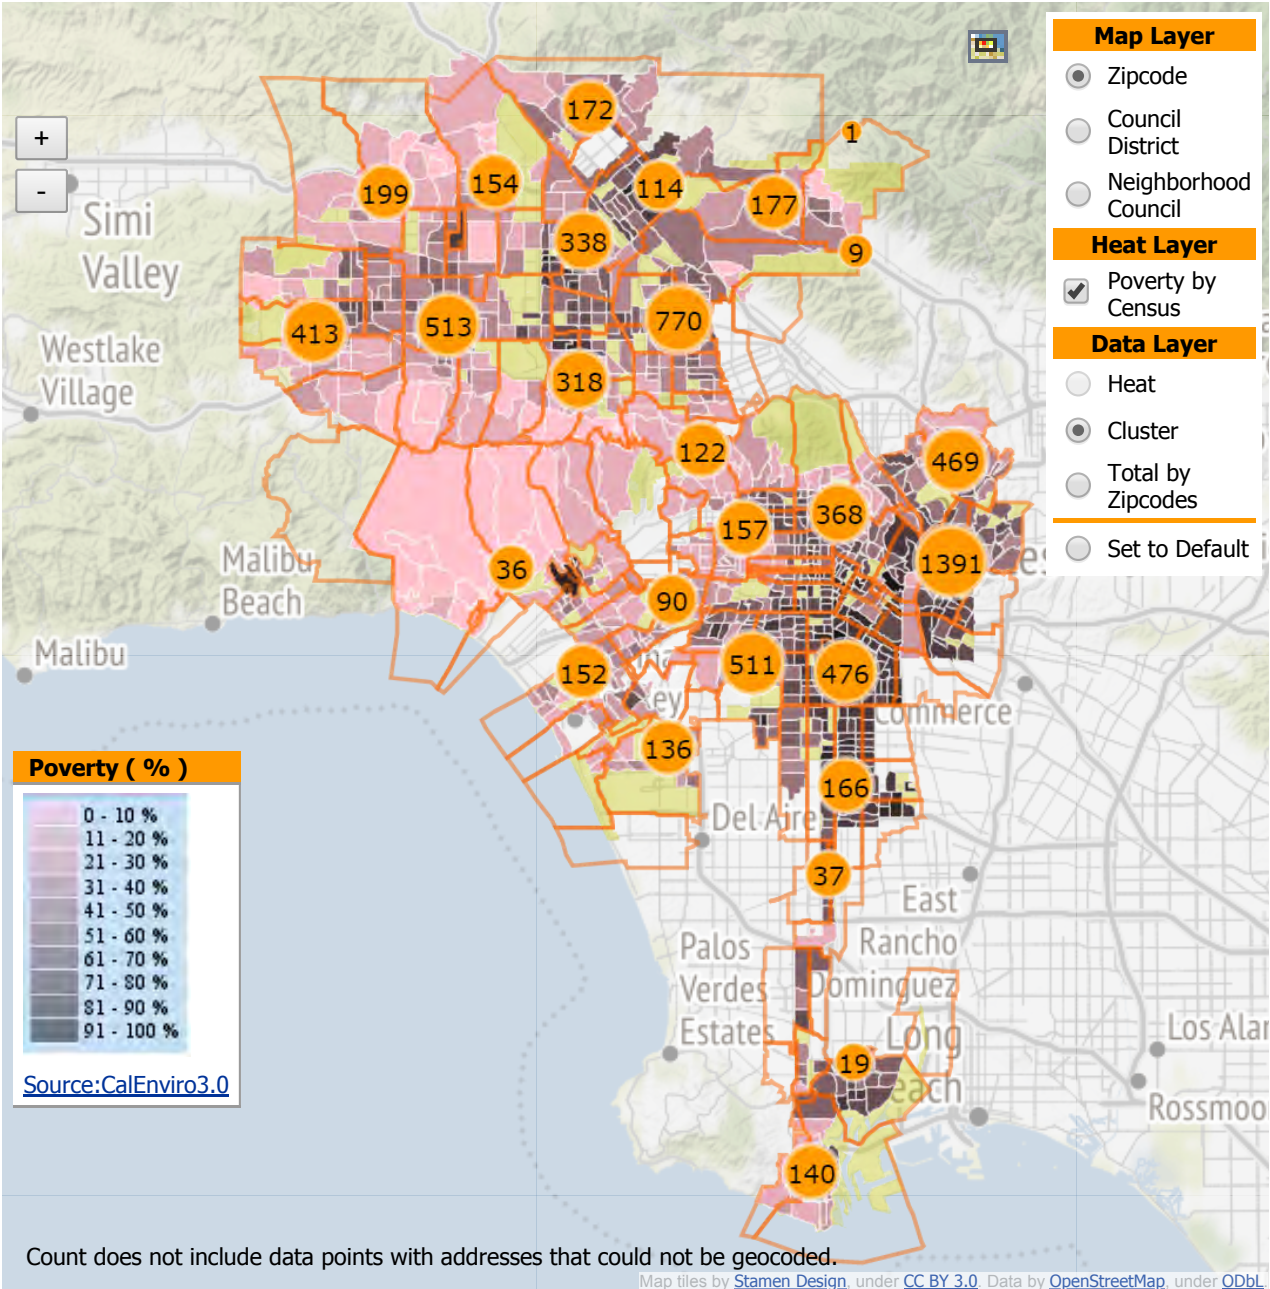 Map Layer
Zipcode
Council
District
Neighborhood
Council
Heat Layer
Poverty by
Census
Data Layer
Heat
Cluster
Total by
Zipcodes
Set to Default
+
-
172
1
199
154
114
177
338
9
413
513
770
318
122
469
157
368
1391
36
90
152
511
476
136
166
37
19
140
Simi
Valley
Westlake
Village
Malibu
Beach
Malibu
Commerce
Del Aire
East
Rancho
Dominguez
Palos
Verdes
Estates
Long
each
Los Alar
Rossmoo
Poverty ( % )
0 - 10 %
11 - 20 %
21 - 30 %
31 - 40 %
41 - 50 %
51 - 60 %
61 - 70 %
71 - 80 %
81 - 90 %
91 - 100 %
Source:CalEnviro3.0
Count does not include data points with addresses that could not be geocoded.
Map tiles by Stamen Design, under CC BY 3.0. Data by OpenStreetMap, under ODbL.